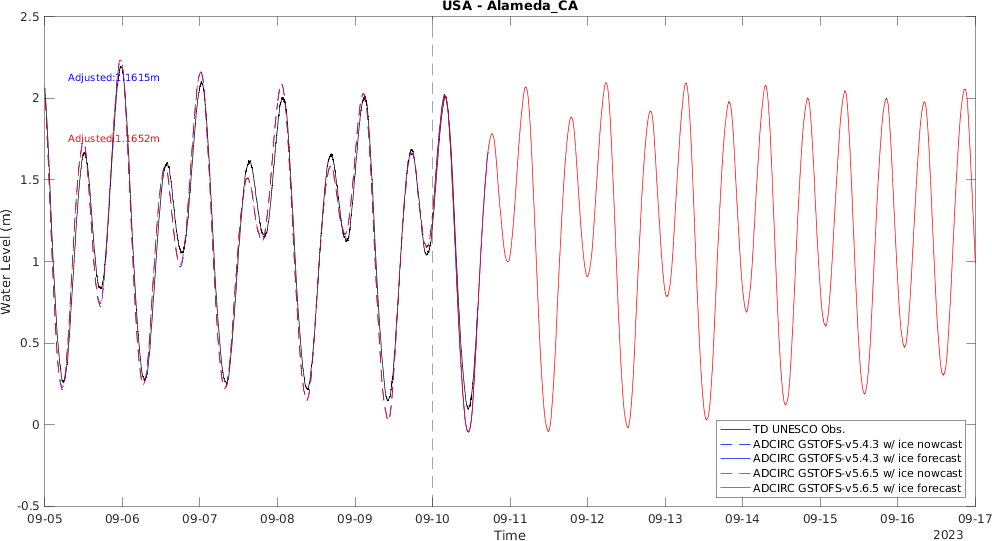 USA - Alameda_CA
2.5
2
1.5
1
0.5
0
-0.5
Water Level (m)
Adjusted:1.1615m
Adjusted:1.1652m
TD UNESCO Obs.
ADCIRC GSTOFS-v5.4.3 w/ ice nowcast
ADCIRC GSTOFS-v5.4.3 w/ ice forecast
ADCIRC GSTOFS-v5.6.5 w/ ice nowcast
ADCIRC GSTOFS-v5.6.5 w/ ice forecast
09-05 09-06 09-07 09-08 09-09 09-10 09-11 09-12 09-13 09-14 09-15 09-16 09-17
Time
2023